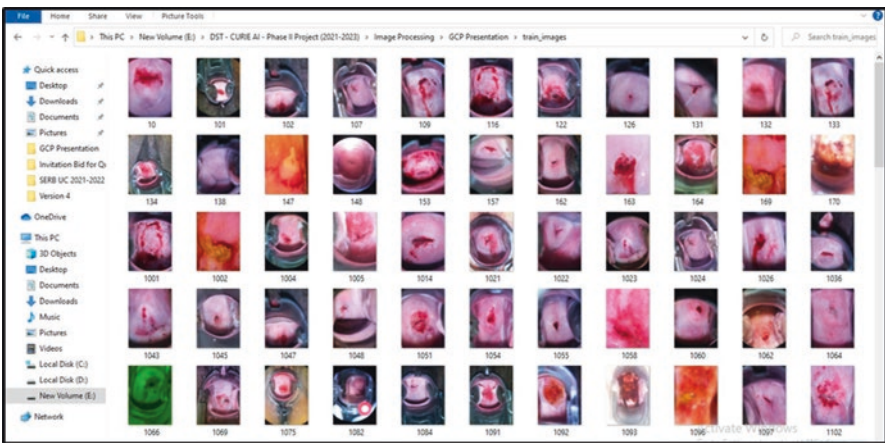 File Home Share View Picture Tools
This PC > New Volume (E:) > DST - CURIE AI - Phase II Project (2021-2023) > Image Processing > GCP Presentation > train_images
Search train_images
Quick access
Desktop
Downloads
Documents
Pictures
GCP Presentation
Invitation Bid for Q
SERB UC 2021-2022
Version 4
OneDrive
This PC
3D Objects
Desktop
Documents
Downloads
Music
Pictures
Videos
Local Disk (C:)
Local Disk (D:)
New Volume (E:)
Network
10 101 102 107 109 116 122 126 131 132 133
134 138 147 148 153 157 162 163 164 169 170
1001 1002 1004 1005 1014 1021 1022 1023 1024 1026 1036
1043 1045 1047 1048 1051 1054 1055 1058 1060 1062 1064
1066 1069 1075 1082 1084 1091 1092 1093 1096 1097 1102